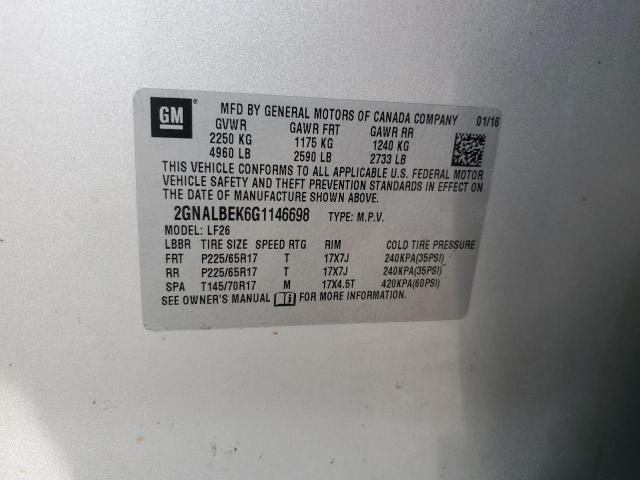 GM
MFD BY GENERAL MOTORS OF CANADA COMPANY 01/16
GVWR GAWR FRT GAWR RR
2250 KG 1175 KG 1240 KG
4960 LB 2590 LB 2733 LB
THIS VEHICLE CONFORMS TO ALL APPLICABLE U.S. FEDERAL MOTOR
VEHICLE SAFETY AND THEFT PREVENTION STANDARDS IN EFFECT ON
THE DATE OF MANUFACTURE SHOWN ABOVE.
2GNALBEK6G1146698 TYPE: M.P.V.
MODEL: LF26
LBBR TIRE SIZE SPEED RTG RIM COLD TIRE PRESSURE
FRT P225/65R17 T 17X7J 240KPA(35PSI)
RR P225/65R17 T 17X7J 240KPA(35PSI)
SPA T145/70R17 M 17X4.5T 420KPA(60PSI)
SEE OWNER'S MANUAL FOR MORE INFORMATION.